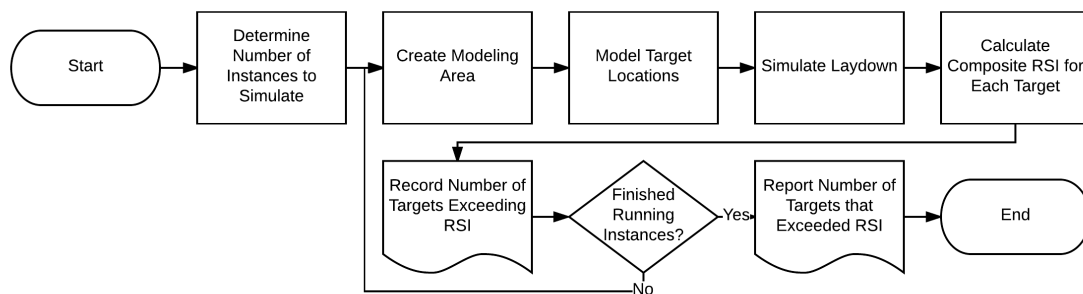 Start
Determine
Number of
Instances to
Simulate
Create Modeling
Area
Model Target
Locations
Simulate Laydown
Calculate
Composite RSI for
Each Target
Record Number of
Targets Exceeding
RSI
Finished
Running
Instances?
Yes
Report Number of
Targets that
Exceeded RSI
End
No